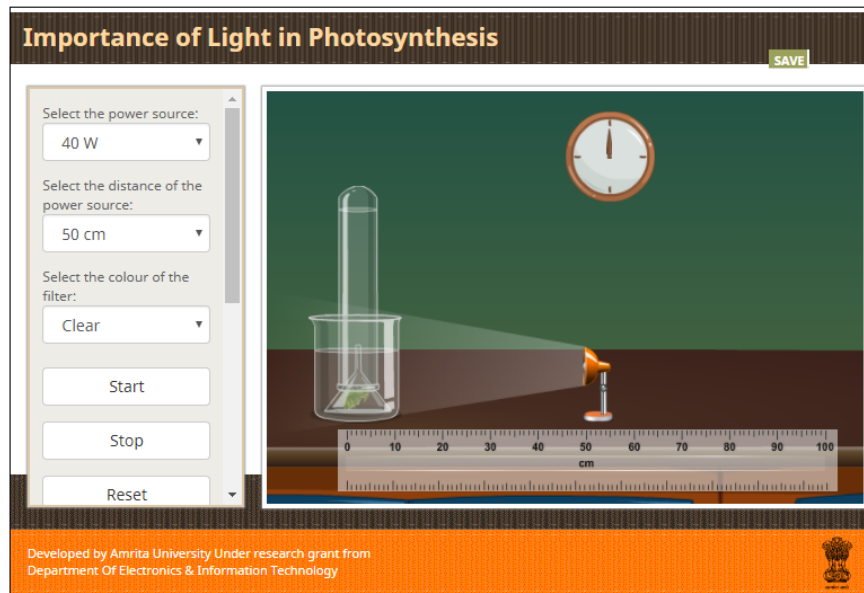 Importance of Light in Photosynthesis
SAVE
Select the power source:
40 W
Select the distance of the
power source:
50 cm
Select the colour of the
filter:
Clear
Start
Stop
Reset
0 10 20 30 40 50 60 70 80 90 100
cm
Developed by Amrita University Under research grant from
Department Of Electronics & Information Technology